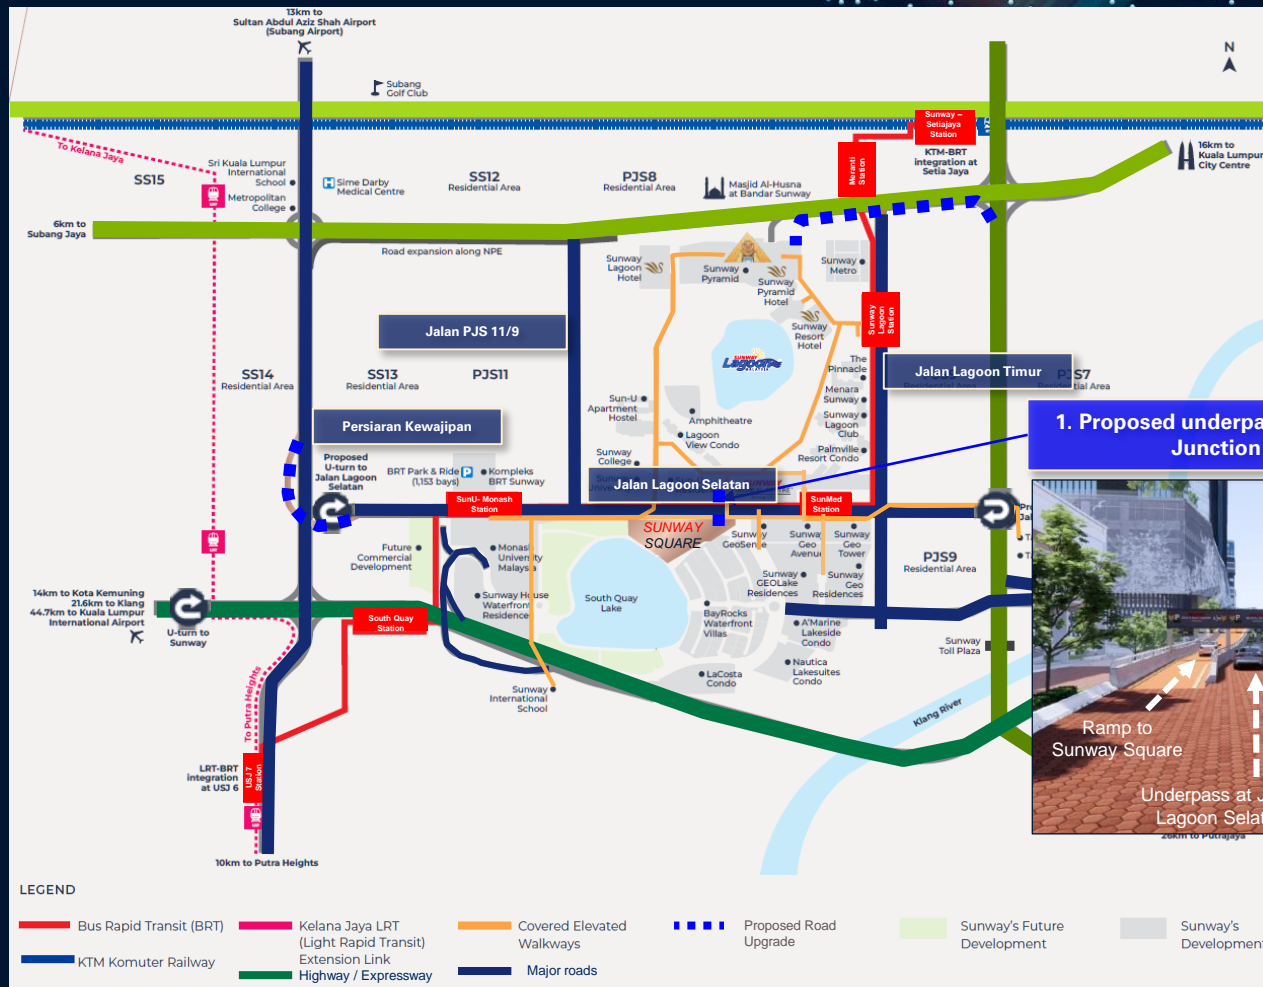 13km to
Sultan Abdul Aziz Shah Airport
(Subang Airport)
N
Subang
Golf Club
To Kelana Jaya
SS15
Sri Kuala Lumpur
International
School
Metropolitan
College
Sime Darby
Medical Centre
SS12
Residential Area
PJS8
Residential Area
Masjid Al-Husna
at Bandar Sunway
Meranti
Station
Sunway –
Setiajaya
Station
KTM-BRT
integration at
Setia Jaya
16km to
Kuala Lumpur
City Centre
6km to
Subang Jaya
Road expansion along NPE
Sunway
Lagoon
Hotel
Sunway
Pyramid
Sunway
Pyramid
Hotel
Sunway
Metro
Sunway
Resort
Hotel
Sunway
Lagoon
Station
SUNWAY
Lagoon
Jalan PJS 11/9
Jalan Lagoon Timur
SS14
Residential Area
SS13
Residential Area
PJS11
The
Pinnacle
Menara
Sunway
Sunway
Lagoon
Club
Palmville
Resort Condo
PJS7
Residential Area
Sun-U
Apartment
Hostel
Amphitheatre
Lagoon
View Condo
Sunway
College
Persiaran Kewajipan
1. Proposed
Junction
Proposed
U-turn to
Jalan Lagoon
Selatan
BRT Park & Ride P
(1,153 bays)
Kompleks
BRT Sunway
Jalan Lagoon Selatan
SunU- Monash
Station
SunMed
Station
SUNWAY
SQUARE
Sunway
GeoSense
Sunway
Geo
Avenue
Sunway
Geo
Tower
PJS9
Residential Area
Future
Commercial
Development
Monash
University
Malaysia
Sunway
GEOLake
Residences
Sunway
Geo
Residences
14km to Kota Kemuning
21.6km to Klang
44.7km to Kuala Lumpur
International Airport
U-turn to
Sunway
Sunway House
Waterfront
Residence
South Quay
Lake
BayRocks
Waterfront
Villas
A'Marine
Lakeside
Condo
South Quay
Station
Sunway
Toll Plaza
Nautica
Lakesuites
Condo
LaCosta
Condo
Sunway
International
School
Klang River
To Putra Heights
LRT-BRT
integration
at USJ 6
USJ 7
Station
10km to Putra Heights
Ramp to
Sunway Square
Underpass at
Lagoon
26km to Putrajaya
LEGEND
Bus Rapid Transit (BRT)
KTM Komuter Railway
Kelana Jaya LRT
(Light Rapid Transit)
Extension Link
Highway / Expressway
Covered Elevated
Walkways
Major roads
Proposed Road
Upgrade
Sunway's Future
Development
Sunway's